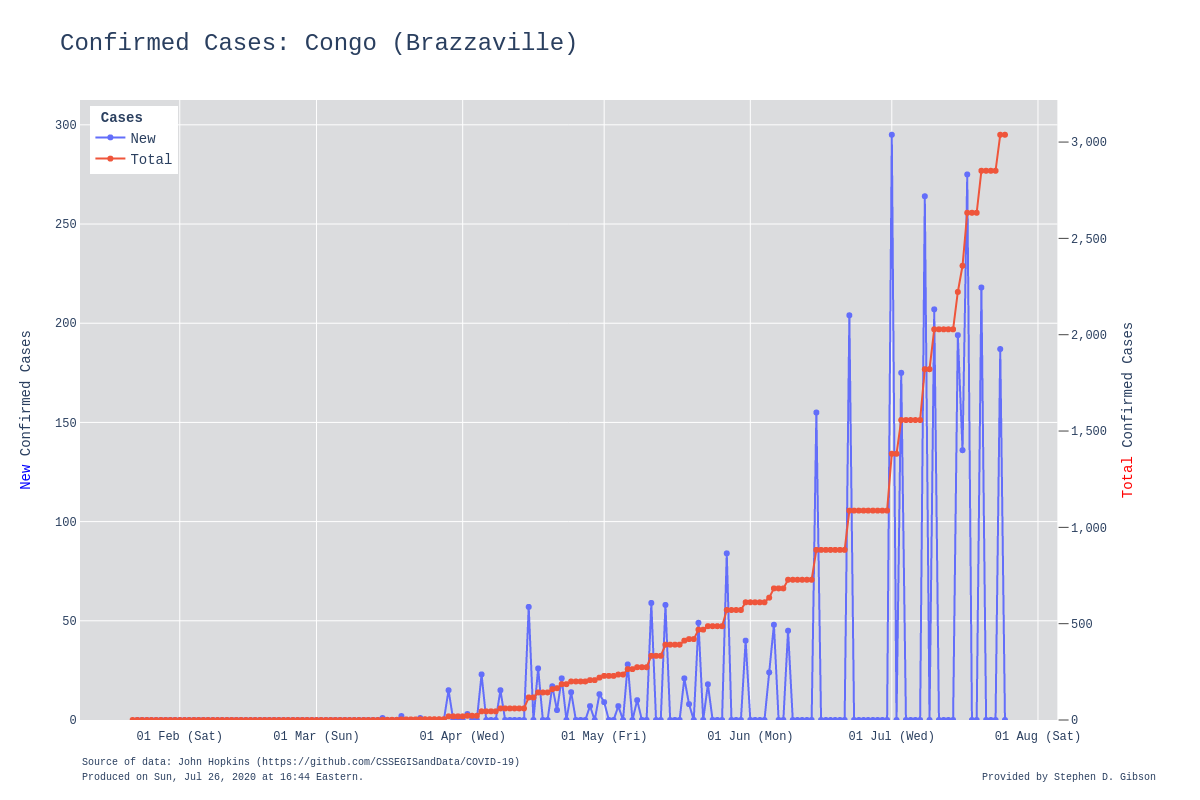 Confirmed Cases: Congo (Brazzaville)
Cases
New
Total
300
250
200
150
100
50
0
3,000
2,500
2,000
1,500
1,000
500
0
New Confirmed Cases
Total Confirmed Cases
01 Feb (Sat) 01 Mar (Sun) 01 Apr (Wed) 01 May (Fri) 01 Jun (Mon) 01 Jul (Wed) 01 Aug (Sat)
Source of data: John Hopkins (https://github.com/CSSEGISandData/COVID-19)
Produced on Sun, Jul 26, 2020 at 16:44 Eastern.
Provided by Stephen D. Gibson